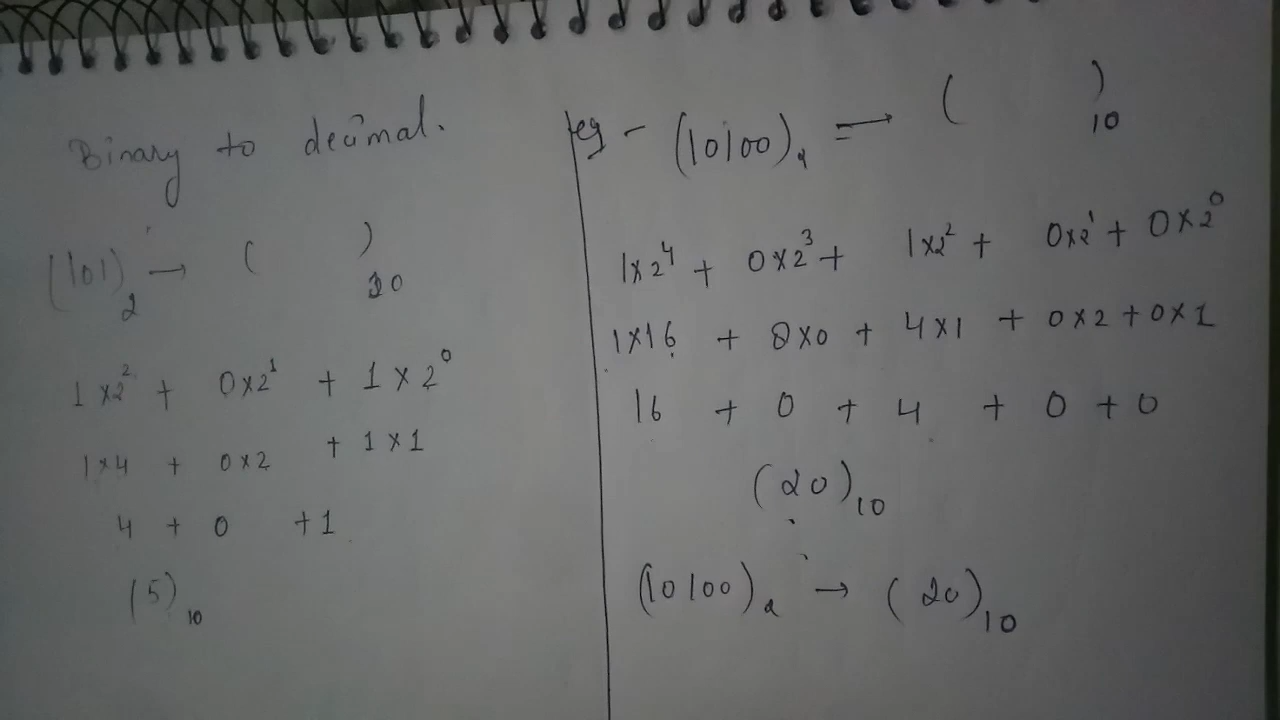 Binary to decimal.
(101)₂ → (        )₁₀
1×2² + 0×2¹ + 1×2⁰
1×4 + 0×2 + 1×1
4 + 0 + 1
(5)₁₀
eg - (10100)₂ → (        )₁₀
1×2⁴ + 0×2³ + 1×2² + 0×2¹ + 0×2⁰
1×16 + 8×0 + 4×1 + 0×2 + 0×1
16 + 0 + 4 + 0 + 0
(20)₁₀
(10100)₂ → (20)₁₀